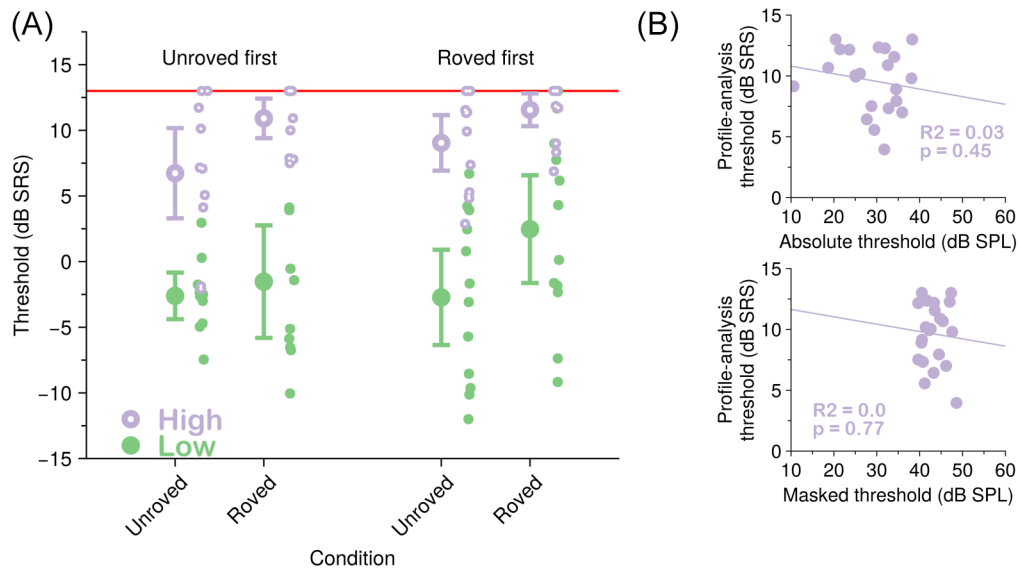 (A)
Unroved first
Roved first
Threshold (dB SRS)
15
10
5
0
−5
−10
−15
High
Low
Unroved
Roved
Unroved
Roved
Condition
(B)
Profile-analysis
threshold (dB SRS)
15
10
5
0
R2 = 0.03
p = 0.45
10 20 30 40 50 60
Absolute threshold (dB SPL)
Profile-analysis
threshold (dB SRS)
15
10
5
0
R2 = 0.0
p = 0.77
10 20 30 40 50 60
Masked threshold (dB SPL)